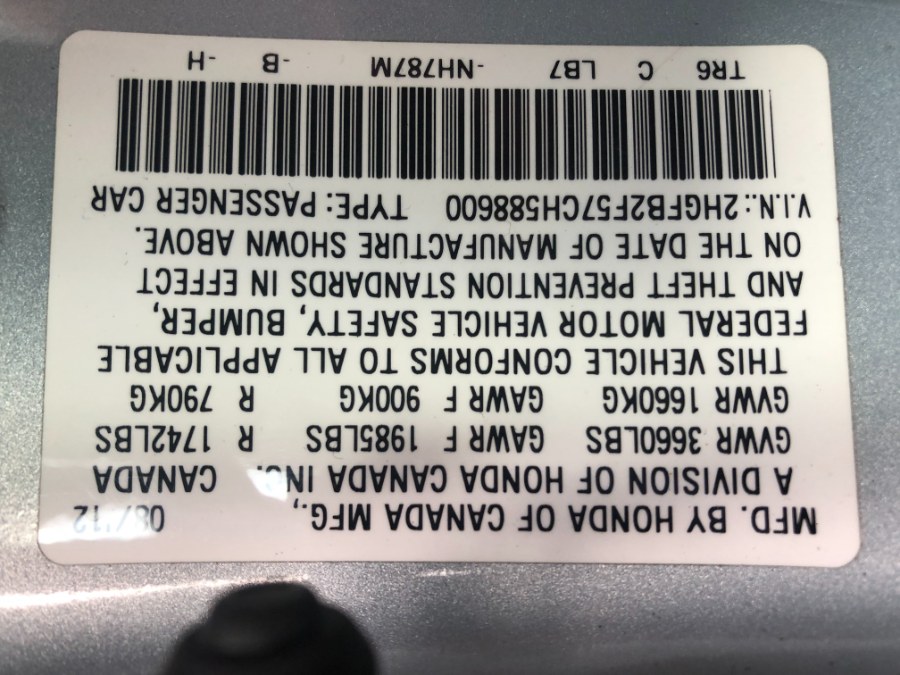 MFD. BY HONDA OF CANADA MFG., 08/12
A DIVISION OF HONDA CANADA INC. CANADA
GVWR 3660LBS GAWR F 1985LBS R 1742LBS
GVWR 1660KG GAWR F 900KG R 790KG
THIS VEHICLE CONFORMS TO ALL APPLICABLE
FEDERAL MOTOR VEHICLE SAFETY, BUMPER,
AND THEFT PREVENTION STANDARDS IN EFFECT
ON THE DATE OF MANUFACTURE SHOWN ABOVE.
V.I.N.: 2HGFB2F57CH588600 TYPE: PASSENGER CAR
TR6 C LB7 -NH787M -B -H